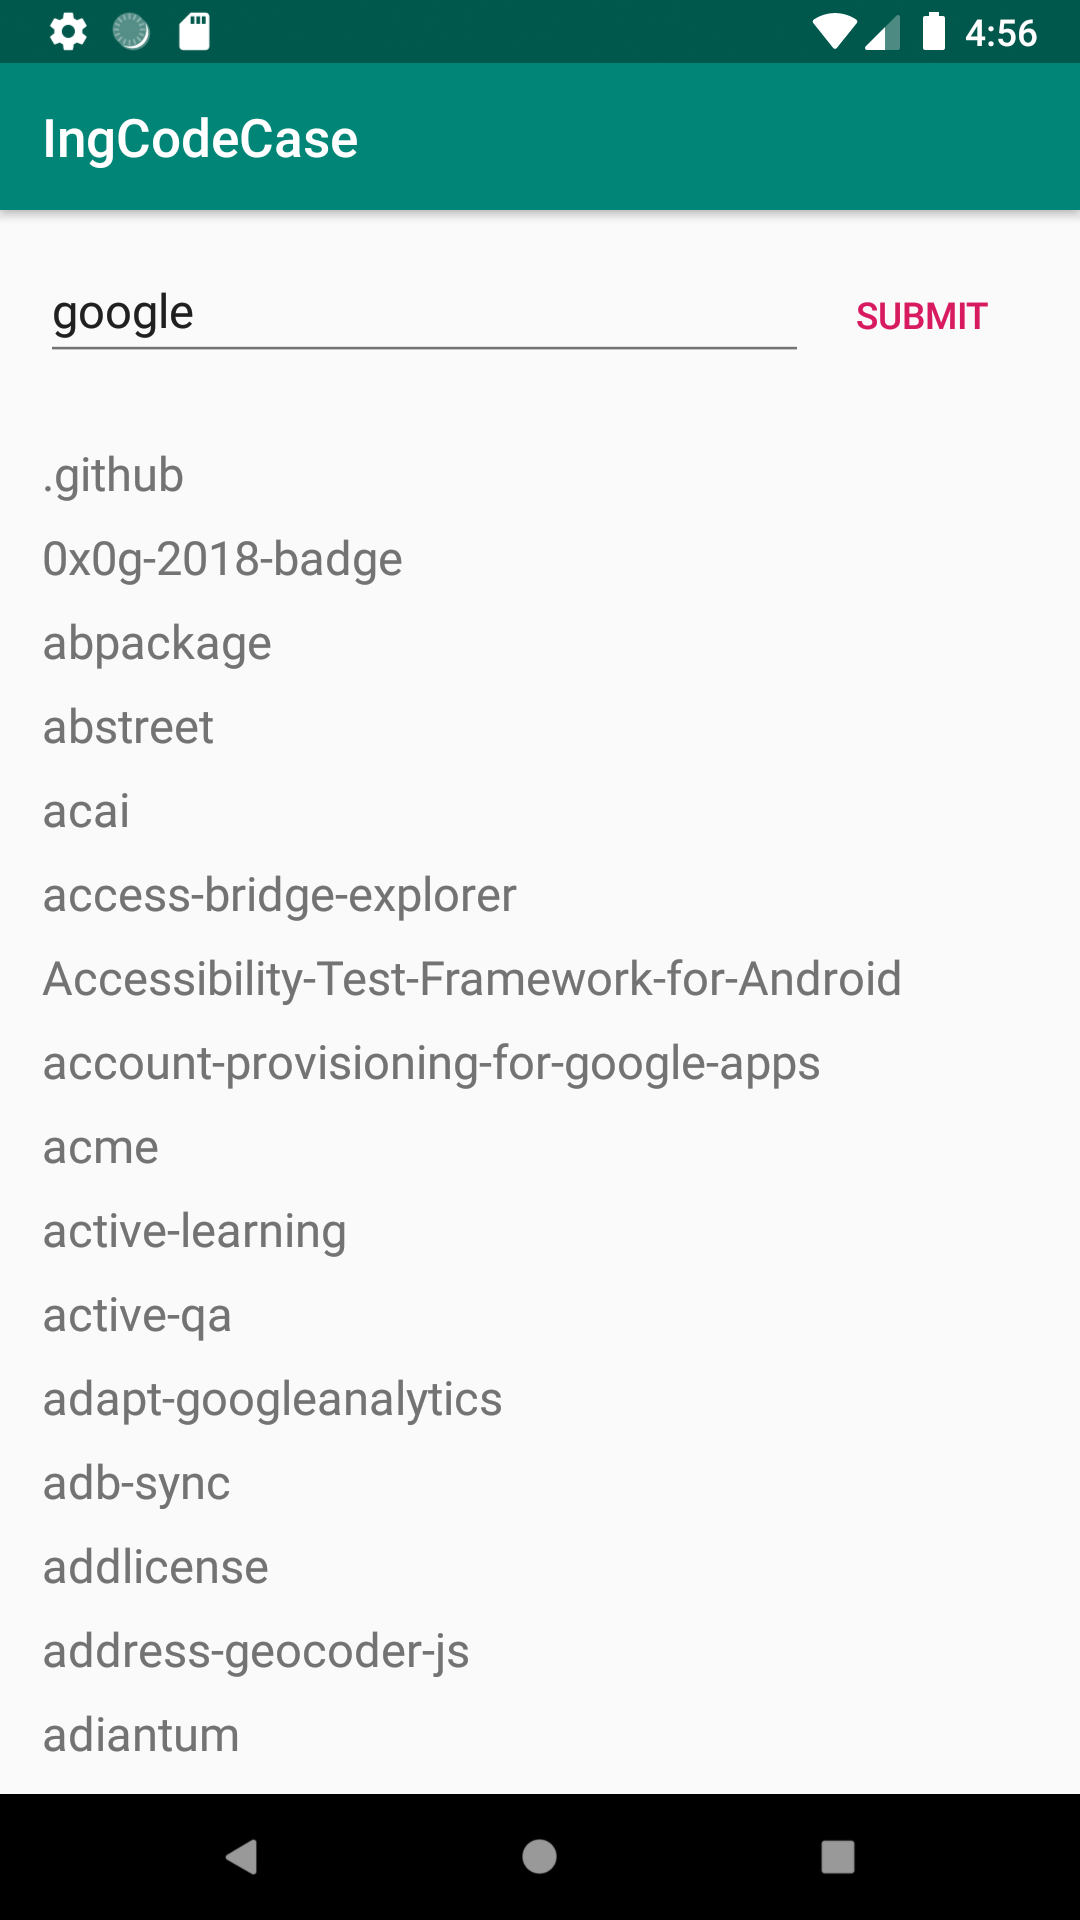 4:56
IngCodeCase
google
SUBMIT
.github
0x0g-2018-badge
abpackage
abstreet
acai
access-bridge-explorer
Accessibility-Test-Framework-for-Android
account-provisioning-for-google-apps
acme
active-learning
active-qa
adapt-googleanalytics
adb-sync
addlicense
address-geocoder-js
adiantum